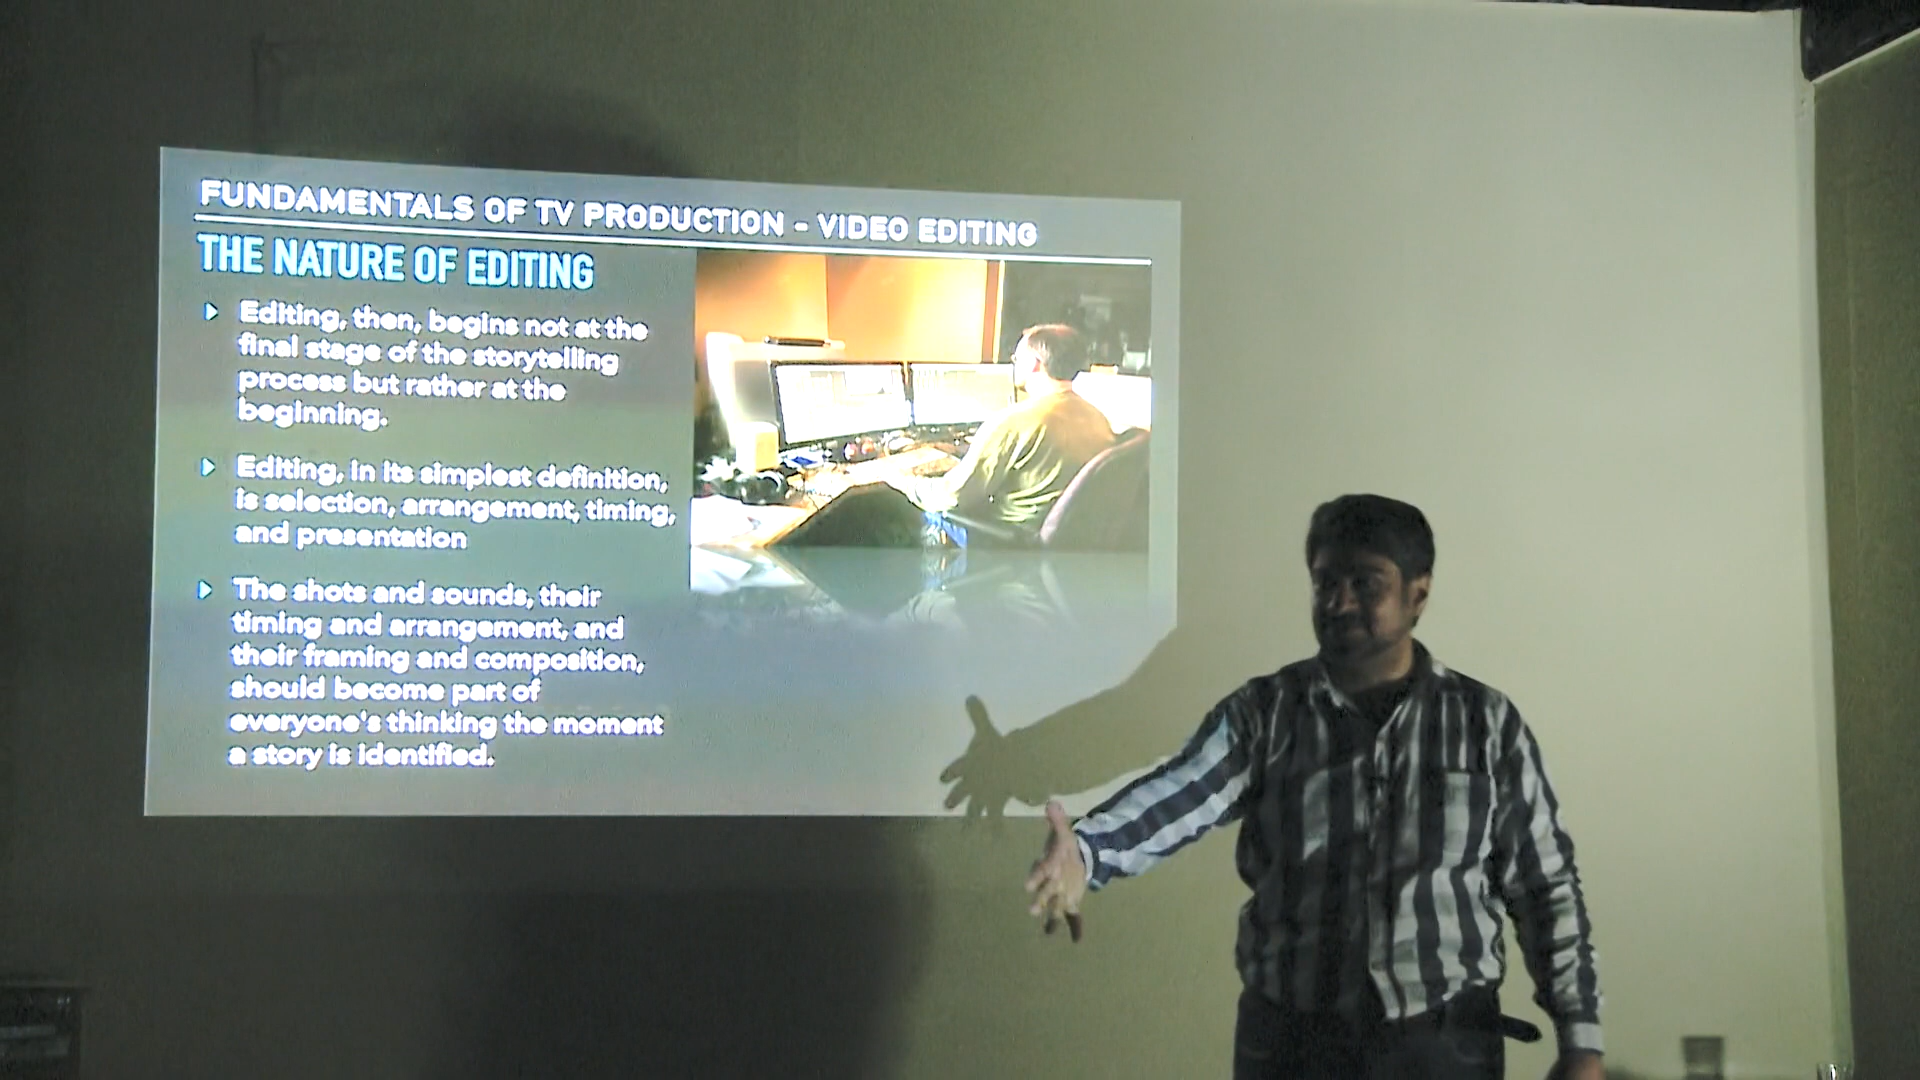 FUNDAMENTALS OF TV PRODUCTION - VIDEO EDITING
THE NATURE OF EDITING
Editing, then, begins not at the
final stage of the storytelling
process but rather at the
beginning.
Editing, in its simplest definition,
is selection, arrangement, timing,
and presentation
The shots and sounds, their
timing and arrangement, and
their framing and composition,
should become part of
everyone's thinking the moment
a story is identified.